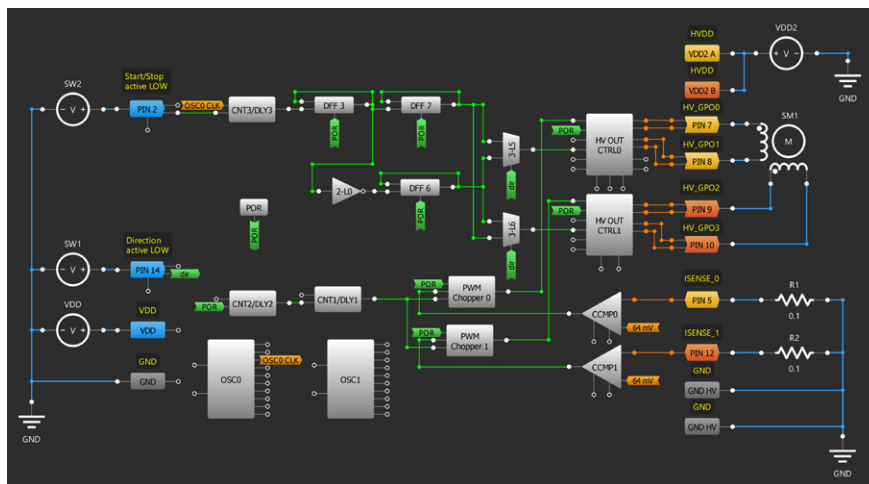 HVDD
VDD2
VDD2 A
V
HVDD
VDD2 B
GND
Start/Stop
active LOW
SW2
V
PIN 2
OSC0 CLK
CNT3/DLY3
DFF 3
DFF 7
POR
POR
HV_GPO0
PIN 7
SM1
M
POR
HV OUT
CTRL0
HV_GPO1
PIN 8
3-L5
dir
2-L0
DFF 6
POR
HV_GPO2
PIN 9
POR
HV OUT
CTRL1
HV_GPO3
PIN 10
3-L6
dir
POR
POR
Direction
active LOW
SW1
V
PIN 14
dir
POR
CNT2/DLY2
CNT1/DLY1
POR
PWM
Chopper 0
POR
PWM
Chopper 1
CCMP0
64 mV
ISENSE_0
PIN 5
R1
0.1
CCMP1
64 mV
ISENSE_1
PIN 12
R2
0.1
VDD
V
VDD
VDD
GND
GND
OSC0
OSC0 CLK
OSC1
GND
GND HV
GND
GND HV
GND
GND